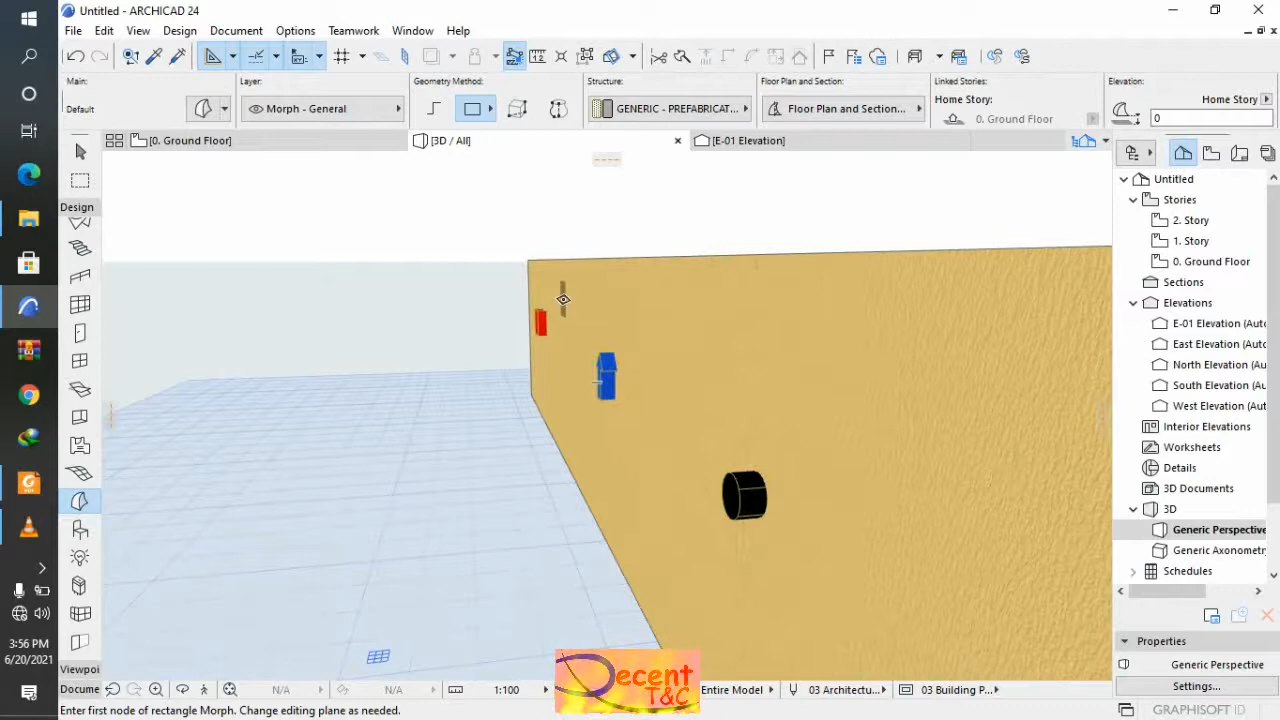 Untitled - ARCHICAD 24
File Edit View Design Document Options Teamwork Window Help
Main: Layer: Geometry Method: Structure: Floor Plan and Section: Linked Stories: Elevation:
Default Morph - General GENERIC - PREFABRICAT... Floor Plan and Section... Home Story: Home Story
0. Ground Floor 0
[0. Ground Floor] [3D / All] [E-01 Elevation]
Design
Untitled
Stories
2. Story
1. Story
0. Ground Floor
Sections
Elevations
E-01 Elevation (Aut
East Elevation (Auto
North Elevation (Au
South Elevation (Au
West Elevation (Aut
Interior Elevations
Worksheets
Details
3D Documents
3D
Generic Perspective
Generic Axonometr
Schedules
Properties
Generic Perspective
Settings...
GRAPHISOFT ID
Viewpoi
Docume N/A N/A 1:100 Entire Model 03 Architectu... 03 Building P...
Decent
T&C
Enter first node of rectangle Morph. Change editing plane as needed.
3:56 PM
6/20/2021